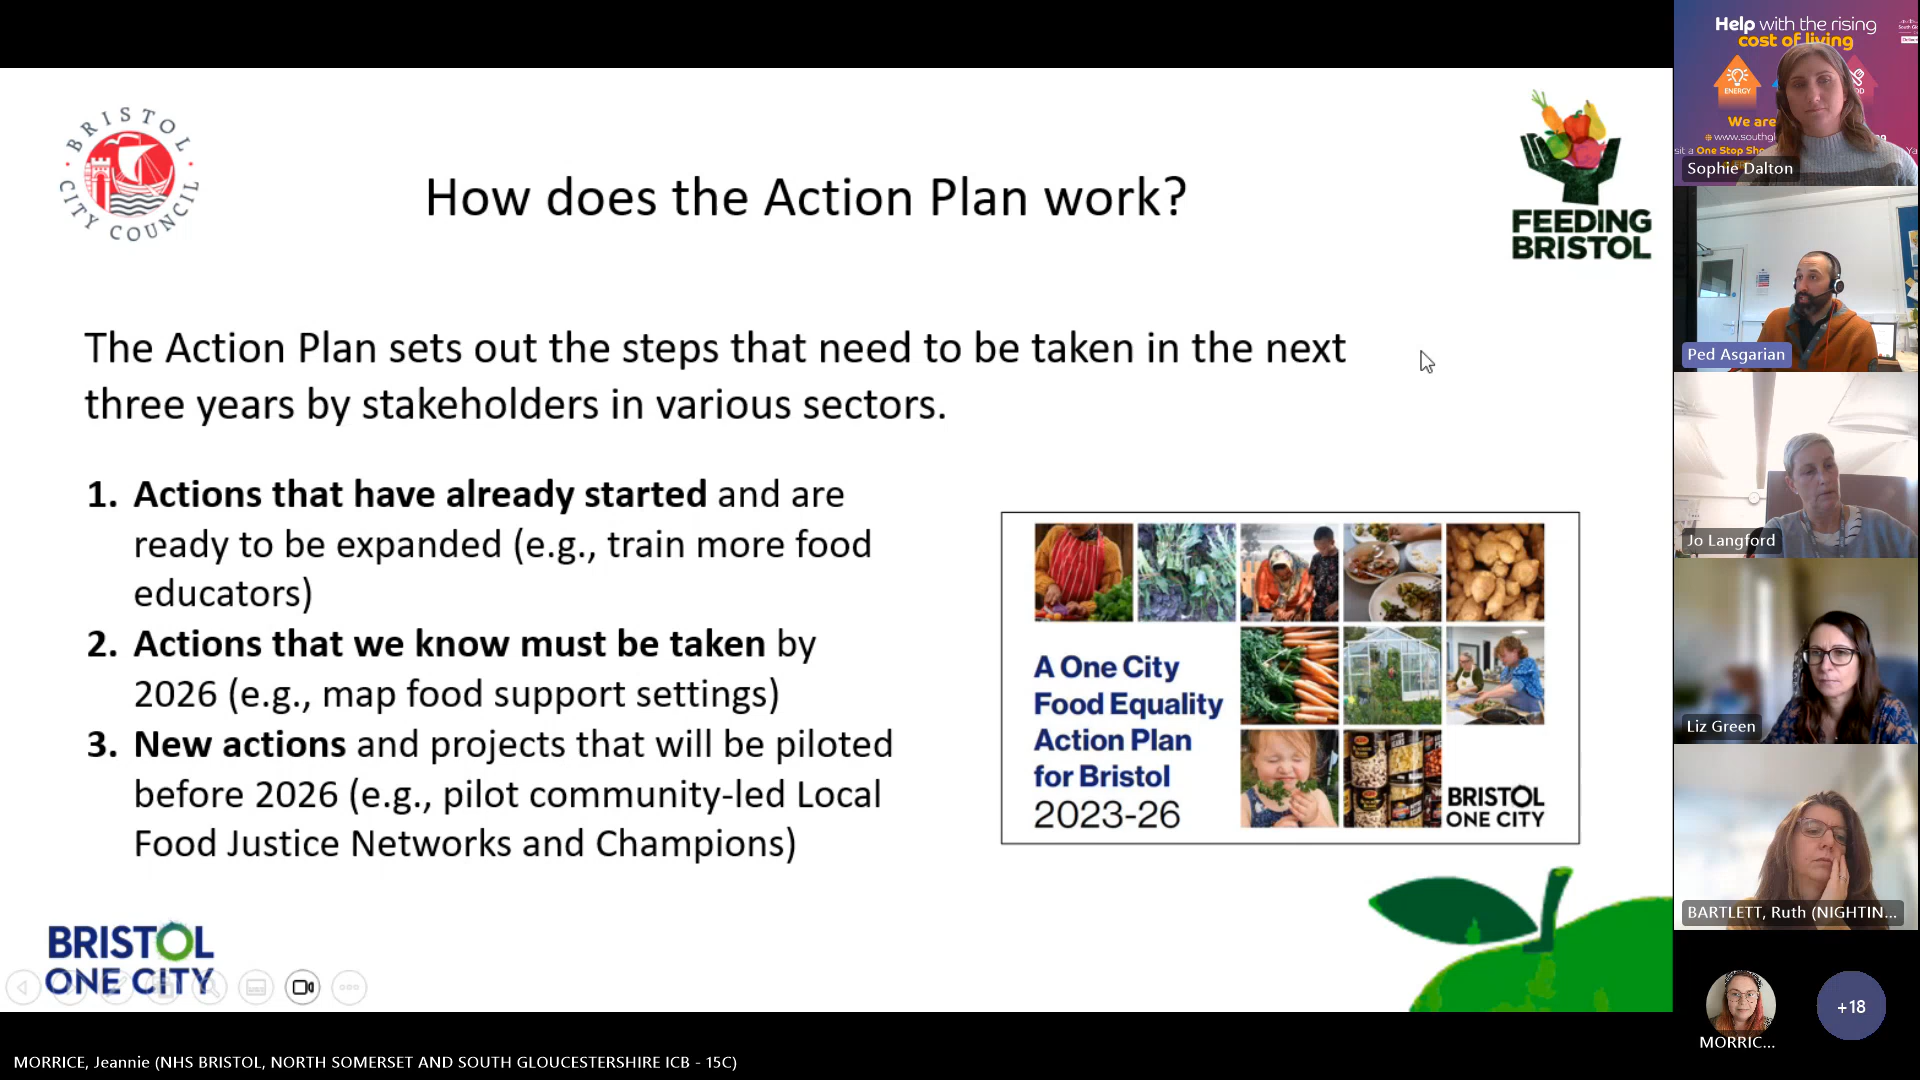 BRISTOL CITY COUNCIL
How does the Action Plan work?
FEEDING
BRISTOL
The Action Plan sets out the steps that need to be taken in the next
three years by stakeholders in various sectors.
1. Actions that have already started and are
ready to be expanded (e.g., train more food
educators)
2. Actions that we know must be taken by
2026 (e.g., map food support settings)
3. New actions and projects that will be piloted
before 2026 (e.g., pilot community-led Local
Food Justice Networks and Champions)
A One City
Food Equality
Action Plan
for Bristol
2023-26
BRISTOL
ONE CITY
BRISTOL
ONE CITY
Help with the rising
cost of living
ENERGY
We are
www.southgl
One Stop Sho
Sophie Dalton
Ped Asgarian
Jo Langford
Liz Green
BARTLETT, Ruth (NIGHTIN...
MORRIC...
+18
MORRICE, Jeannie (NHS BRISTOL, NORTH SOMERSET AND SOUTH GLOUCESTERSHIRE ICB - 15C)